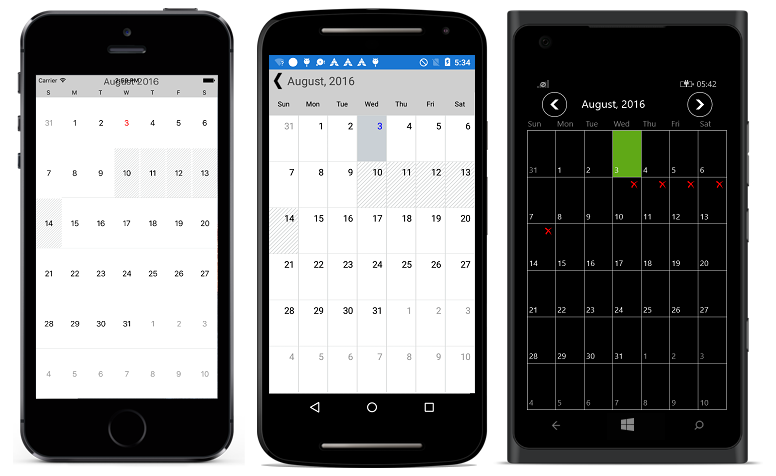 Carrier 2:59 PM
August 2016
S M T W T F S
31 1 2 3 4 5 6
7 8 9 10 11 12 13
14 15 16 17 18 19 20
21 22 23 24 25 26 27
28 29 30 31 1 2 3
4 5 6 7 8 9 10
5:34
August, 2016
Sun Mon Tue Wed Thu Fri Sat
31 1 2 3 4 5 6
7 8 9 10 11 12 13
14 15 16 17 18 19 20
21 22 23 24 25 26 27
28 29 30 31 1 2 3
4 5 6 7 8 9 10
05:42
August, 2016
Sun Mon Tue Wed Thu Fri Sat
31 1 2 3 4 5 6
7 8 9 10 11 12 13
14 15 16 17 18 19 20
21 22 23 24 25 26 27
28 29 30 31 1 2 3
4 5 6 7 8 9 10